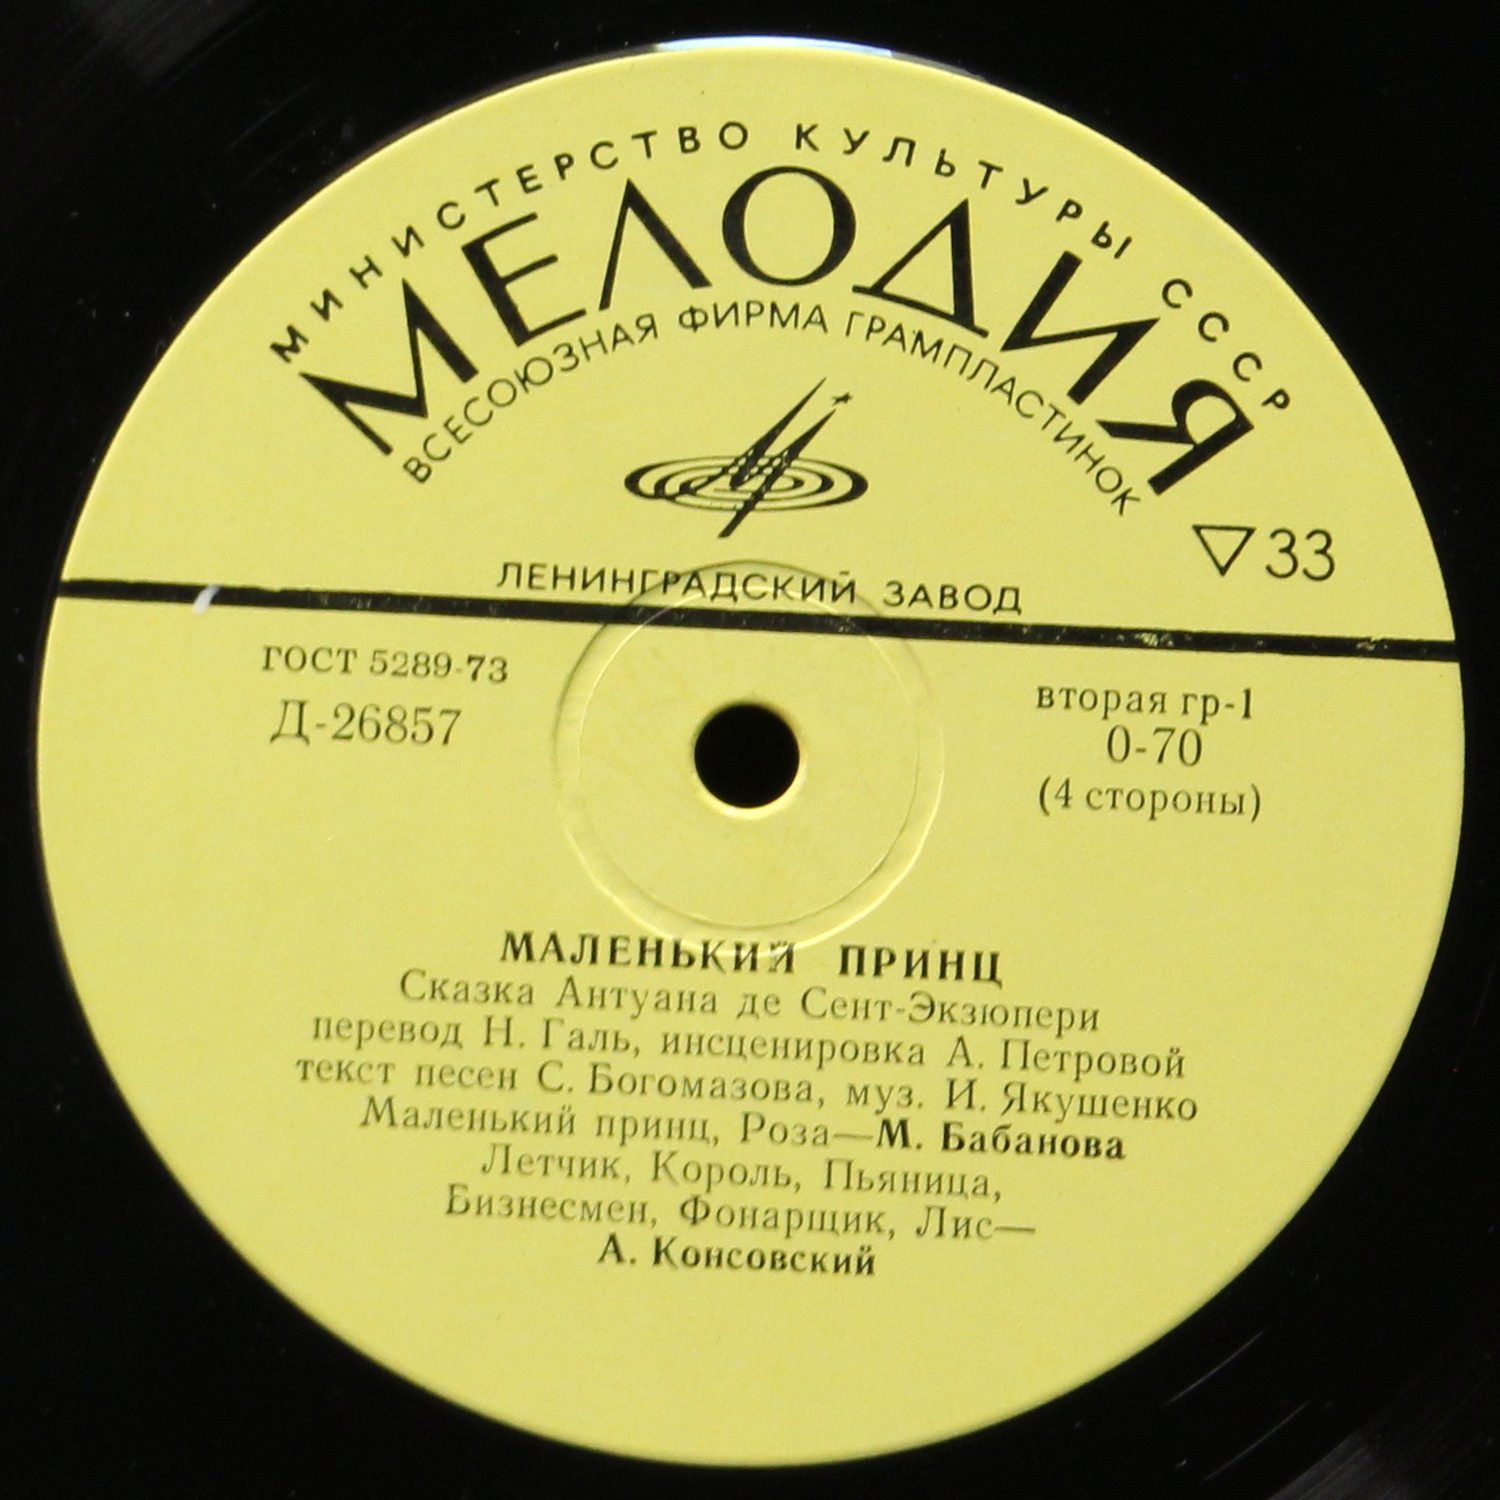 МИНИСТЕРСТВО КУЛЬТУРЫ СССР
МЕЛОДИЯ
ВСЕСОЮЗНАЯ ФИРМА ГРАМПЛАСТИНОК
33
ЛЕНИНГРАДСКИЙ ЗАВОД
ГОСТ 5289-73
Д-26857
вторая гр-1
0-70
(4 стороны)
МАЛЕНЬКИЙ ПРИНЦ
Сказка Антуана де Сент-Экзюпери
перевод Н. Галь, инсценировка А. Петровой
текст песен С. Богомазова, муз. И. Якушенко
Маленький принц, Роза—М. Бабанова
Летчик, Король, Пьяница,
Бизнесмен, Фонарщик, Лис—
А. Консовский